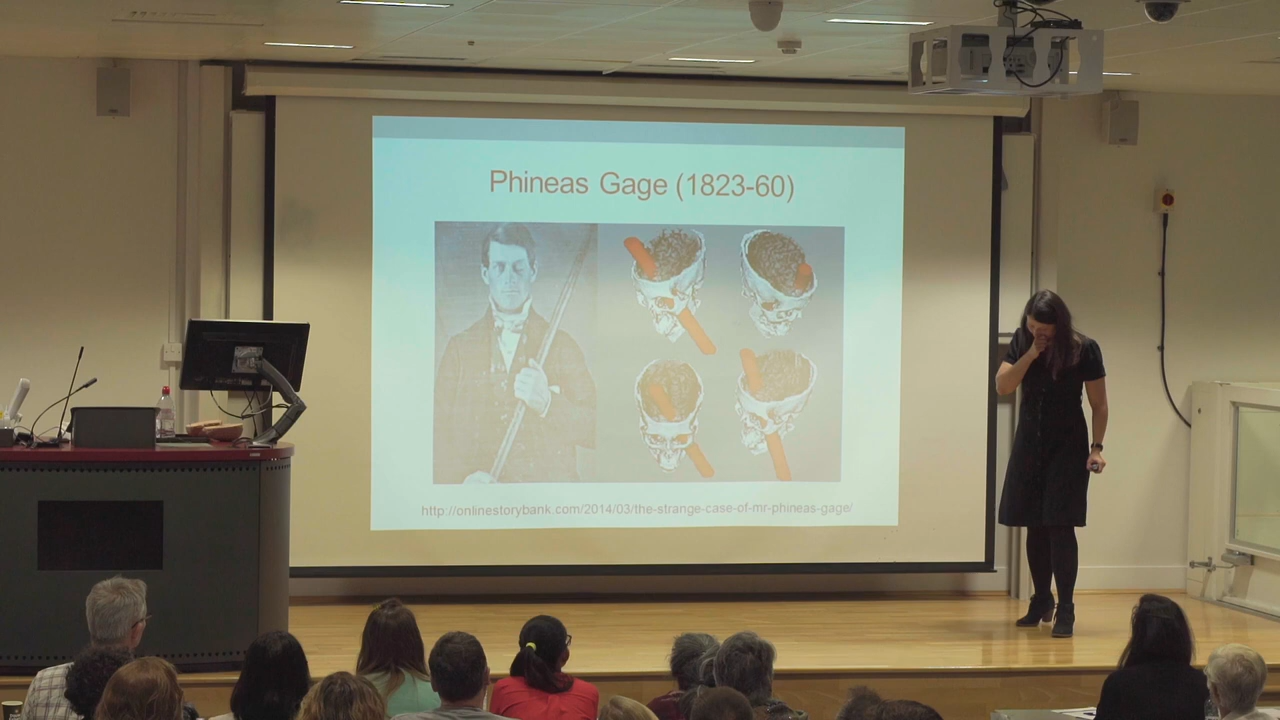 Phineas Gage (1823-60)
http://onlinestorybank.com/2014/03/the-strange-case-of-mr-phineas-gage/